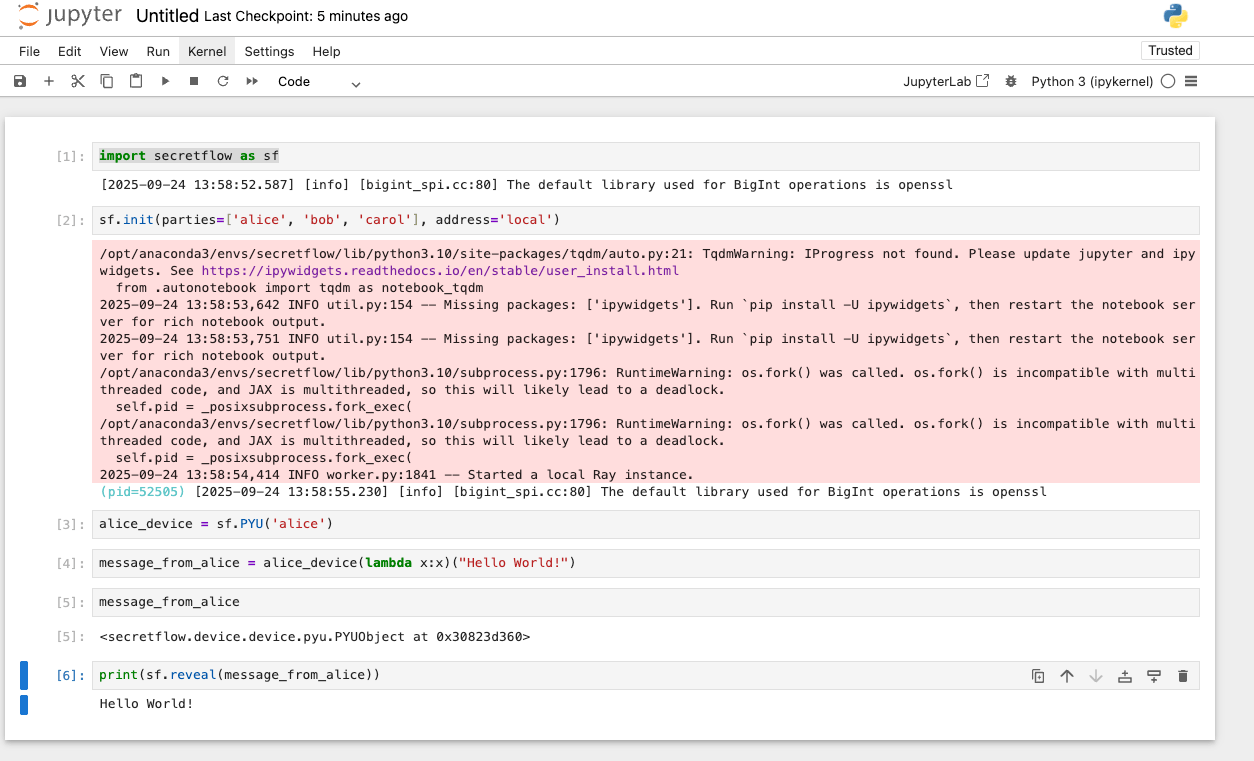 jupyter Untitled Last Checkpoint: 5 minutes ago
File Edit View Run Kernel Settings Help Trusted
Code JupyterLab Python 3 (ipykernel)
[1]: import secretflow as sf
[2025-09-24 13:58:52.587] [info] [bigint_spi.cc:80] The default library used for BigInt operations is openssl
[2]: sf.init(parties=['alice', 'bob', 'carol'], address='local')
/opt/anaconda3/envs/secretflow/lib/python3.10/site-packages/tqdm/auto.py:21: TqdmWarning: IProgress not found. Please update jupyter and ipy
widgets. See https://ipywidgets.readthedocs.io/en/stable/user_install.html
  from .autonotebook import tqdm as notebook_tqdm
2025-09-24 13:58:53,642 INFO util.py:154 -- Missing packages: ['ipywidgets']. Run `pip install -U ipywidgets`, then restart the notebook ser
ver for rich notebook output.
2025-09-24 13:58:53,751 INFO util.py:154 -- Missing packages: ['ipywidgets']. Run `pip install -U ipywidgets`, then restart the notebook ser
ver for rich notebook output.
/opt/anaconda3/envs/secretflow/lib/python3.10/subprocess.py:1796: RuntimeWarning: os.fork() was called. os.fork() is incompatible with multi
threaded code, and JAX is multithreaded, so this will likely lead to a deadlock.
  self.pid = _posixsubprocess.fork_exec(
/opt/anaconda3/envs/secretflow/lib/python3.10/subprocess.py:1796: RuntimeWarning: os.fork() was called. os.fork() is incompatible with multi
threaded code, and JAX is multithreaded, so this will likely lead to a deadlock.
  self.pid = _posixsubprocess.fork_exec(
2025-09-24 13:58:54,414 INFO worker.py:1841 -- Started a local Ray instance.
(pid=52505) [2025-09-24 13:58:55.230] [info] [bigint_spi.cc:80] The default library used for BigInt operations is openssl
[3]: alice_device = sf.PYU('alice')
[4]: message_from_alice = alice_device(lambda x:x)("Hello World!")
[5]: message_from_alice
[5]: <secretflow.device.device.pyu.PYUObject at 0x30823d360>
[6]: print(sf.reveal(message_from_alice))
Hello World!